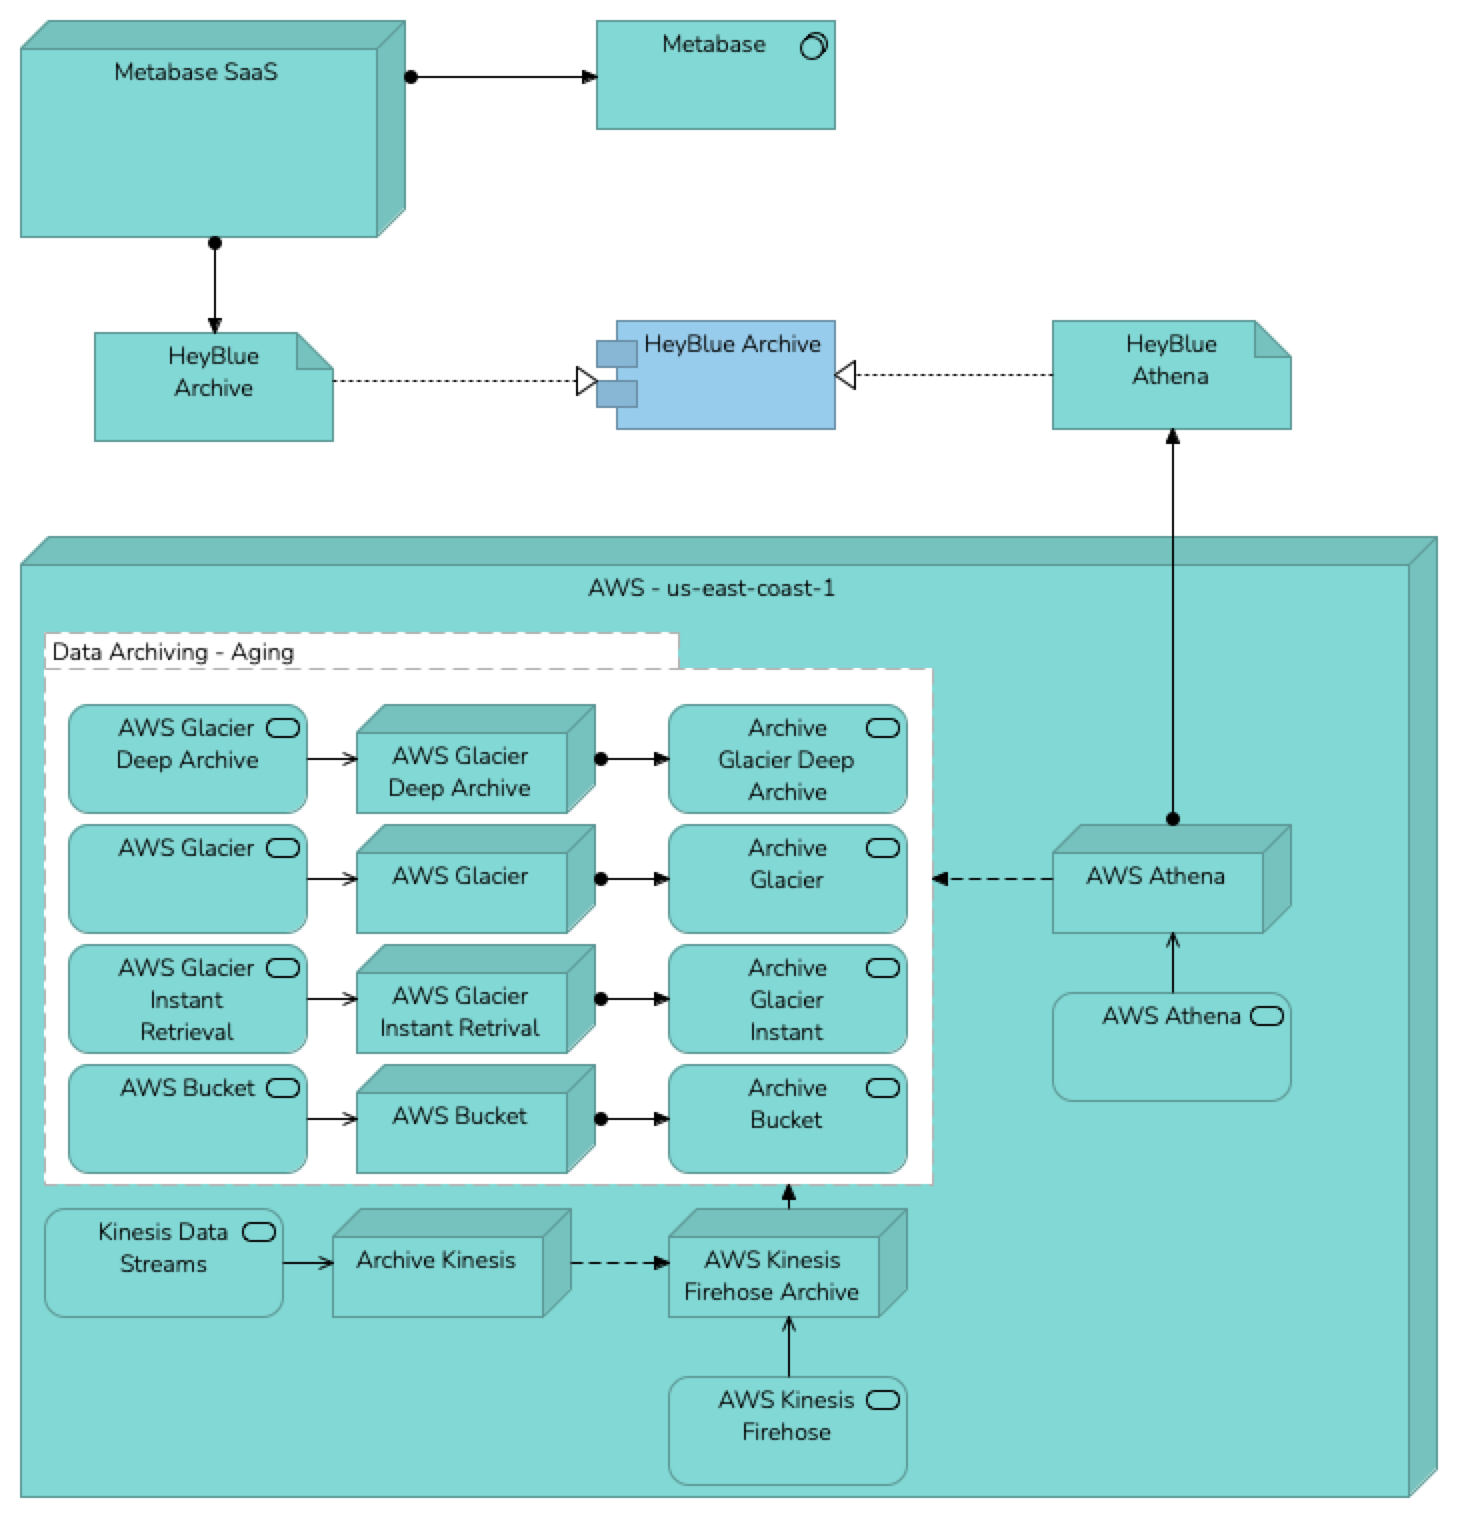 Metabase SaaS
Metabase
HeyBlue
Archive
HeyBlue Archive
HeyBlue
Athena
AWS - us-east-coast-1
Data Archiving - Aging
AWS Glacier
Deep Archive
AWS Glacier
Deep Archive
Archive
Glacier Deep
Archive
AWS Glacier
AWS Glacier
Archive
Glacier
AWS Athena
AWS Glacier
Instant
Retrieval
AWS Glacier
Instant Retrival
Archive
Glacier
Instant
AWS Athena
AWS Bucket
AWS Bucket
Archive
Bucket
Kinesis Data
Streams
Archive Kinesis
AWS Kinesis
Firehose Archive
AWS Kinesis
Firehose